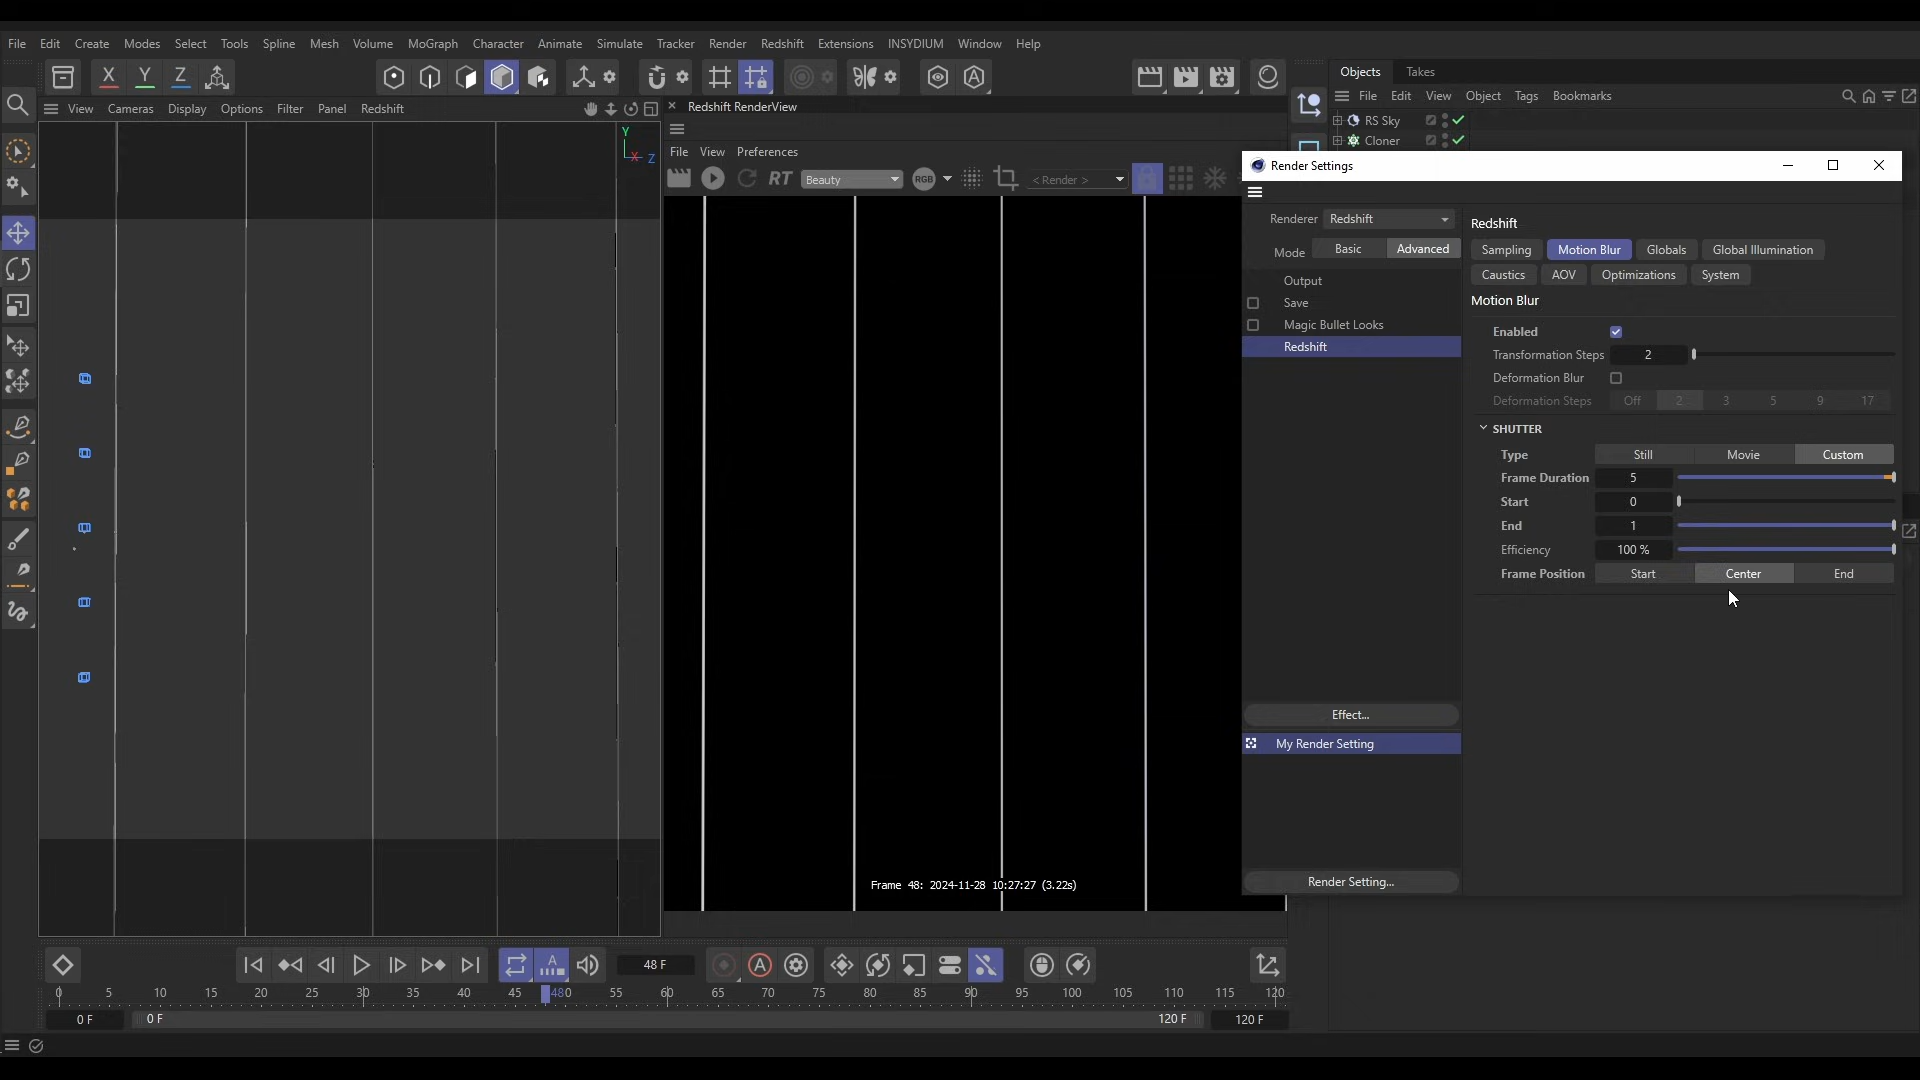 File Edit Create Modes Select Tools Spline Mesh Volume MoGraph Character Animate Simulate Tracker Render Redshift Extensions INSYDIUM Window Help
X Y Z
Objects Takes
File Edit View Object Tags Bookmarks
View Cameras Display Options Filter Panel Redshift
Redshift RenderView
RS Sky
Cloner
Y
X Z
File View Preferences
RT Beauty RGB < Render >
Render Settings
Renderer Redshift
Mode Basic Advanced
Output
Save
Magic Bullet Looks
Redshift
Effect...
My Render Setting
Render Setting...
Redshift
Sampling Motion Blur Globals Global Illumination
Caustics AOV Optimizations System
Motion Blur
Enabled
Transformation Steps 2
Deformation Blur
Deformation Steps Off 2 3 5 9 17
SHUTTER
Type Still Movie Custom
Frame Duration 5
Start 0
End 1
Efficiency 100 %
Frame Position Start Center End
Frame 48: 2024-11-28 10:27:27 (3.22s)
A 48 F A
0 5 10 15 20 25 30 35 40 45 480 55 60 65 70 75 80 85 90 95 100 105 110 115 120
0 F 0 F 120 F 120 F